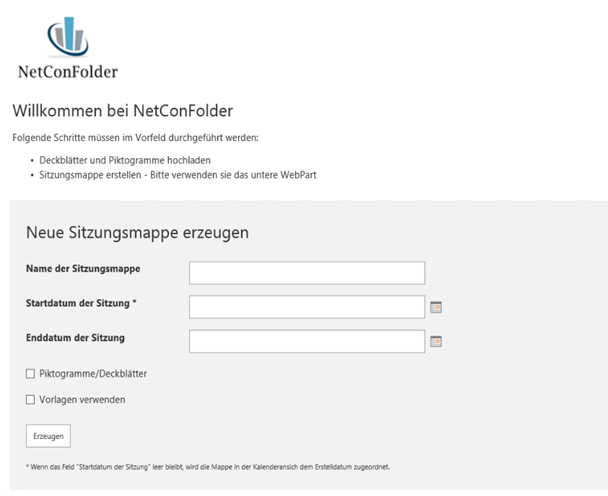 NetConFolder
Willkommen bei NetConFolder
Folgende Schritte müssen im Vorfeld durchgeführt werden:
• Deckblätter und Piktogramme hochladen
• Sitzungsmappe erstellen - Bitte verwenden sie das untere WebPart
Neue Sitzungsmappe erzeugen
Name der Sitzungsmappe
Startdatum der Sitzung *
Enddatum der Sitzung
Piktogramme/Deckblätter
Vorlagen verwenden
Erzeugen
* Wenn das Feld "Startdatum der Sitzung" leer bleibt, wird die Mappe in der Kalenderansich dem Erstelldatum zugeordnet.